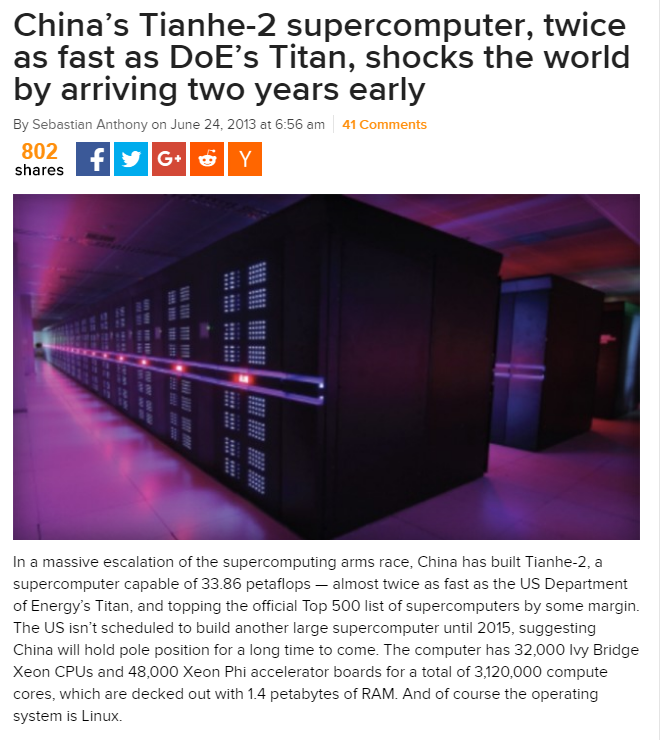 China’s Tianhe-2 supercomputer, twice
as fast as DoE’s Titan, shocks the world
by arriving two years early
By Sebastian Anthony on June 24, 2013 at 6:56 am 41 Comments
802
shares
f G+ Y
In a massive escalation of the supercomputing arms race, China has built Tianhe-2, a
supercomputer capable of 33.86 petaflops — almost twice as fast as the US Department
of Energy’s Titan, and topping the official Top 500 list of supercomputers by some margin.
The US isn’t scheduled to build another large supercomputer until 2015, suggesting
China will hold pole position for a long time to come. The computer has 32,000 Ivy Bridge
Xeon CPUs and 48,000 Xeon Phi accelerator boards for a total of 3,120,000 compute
cores, which are decked out with 1.4 petabytes of RAM. And of course the operating
system is Linux.